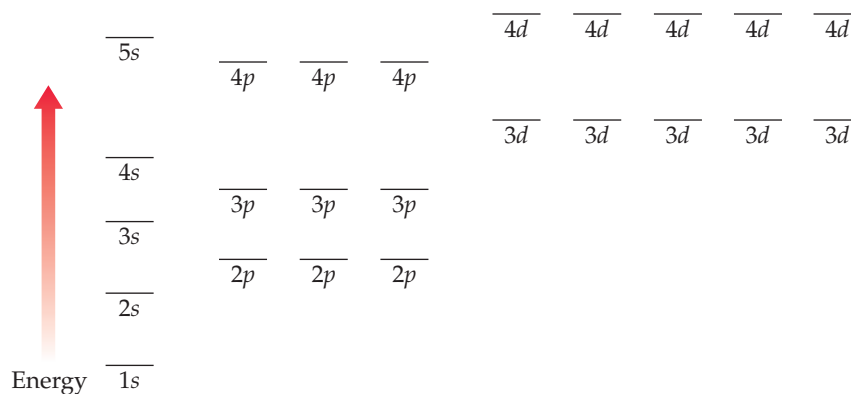 4d 4d 4d 4d 4d
5s
4p 4p 4p
3d 3d 3d 3d 3d
4s
3p 3p 3p
3s
2p 2p 2p
2s
Energy 1s